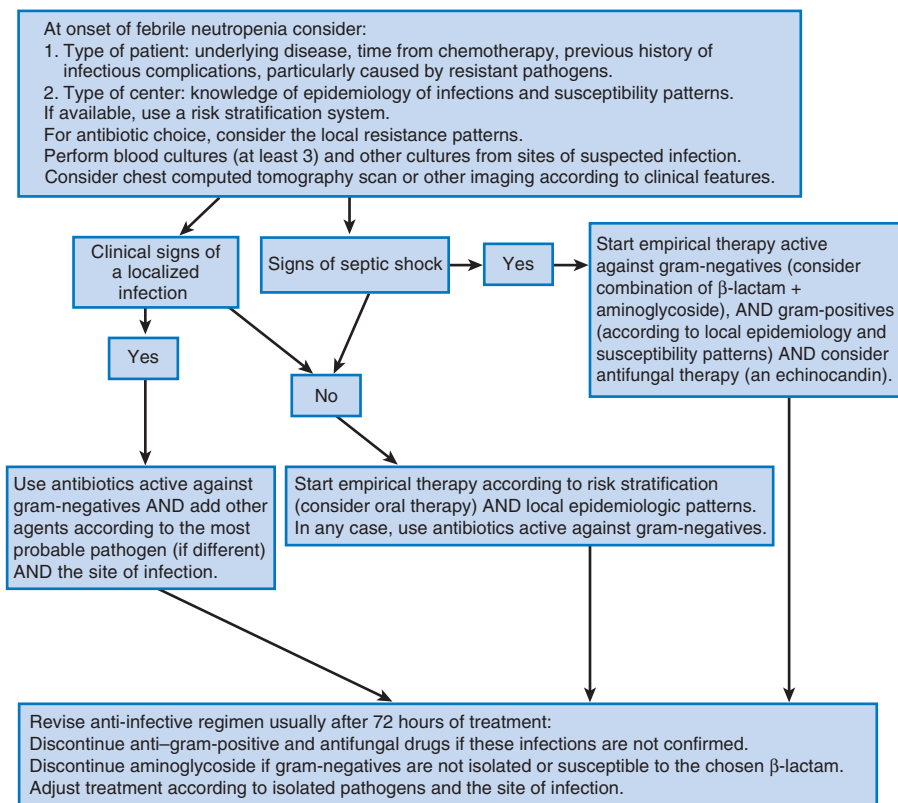 At onset of febrile neutropenia consider:
1. Type of patient: underlying disease, time from chemotherapy, previous history of
infectious complications, particularly caused by resistant pathogens.
2. Type of center: knowledge of epidemiology of infections and susceptibility patterns.
If available, use a risk stratification system.
For antibiotic choice, consider the local resistance patterns.
Perform blood cultures (at least 3) and other cultures from sites of suspected infection.
Consider chest computed tomography scan or other imaging according to clinical features.
Clinical signs of
a localized
infection
Signs of septic shock
Yes
Start empirical therapy active
against gram-negatives (consider
combination of β-lactam +
aminoglycoside), AND gram-positives
(according to local epidemiology and
susceptibility patterns) AND consider
antifungal therapy (an echinocandin).
Yes
No
Use antibiotics active against
gram-negatives AND add other
agents according to the most
probable pathogen (if different)
AND the site of infection.
Start empirical therapy according to risk stratification
(consider oral therapy) AND local epidemiologic patterns.
In any case, use antibiotics active against gram-negatives.
Revise anti-infective regimen usually after 72 hours of treatment:
Discontinue anti–gram-positive and antifungal drugs if these infections are not confirmed.
Discontinue aminoglycoside if gram-negatives are not isolated or susceptible to the chosen β-lactam.
Adjust treatment according to isolated pathogens and the site of infection.